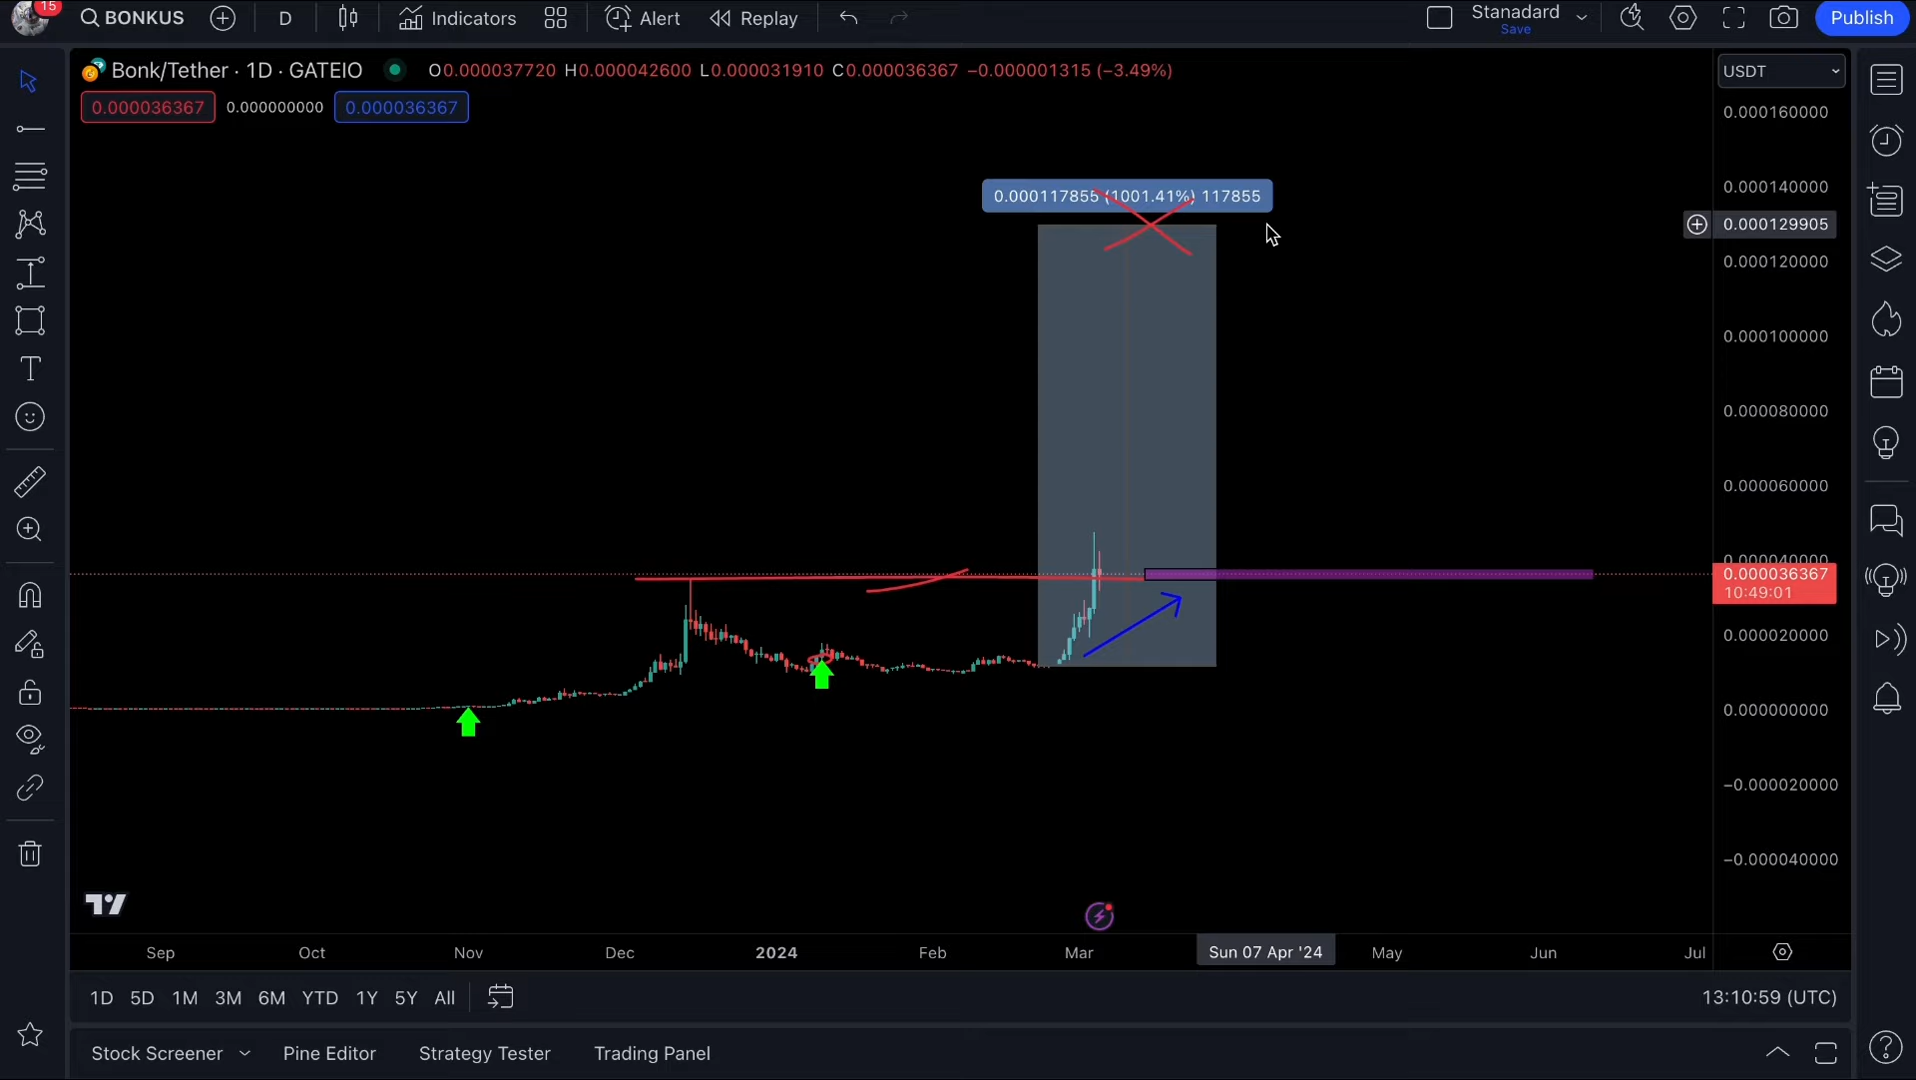 15
BONKUS
D
Indicators
Alert
Replay
Stanadard
Save
Publish
Bonk/Tether · 1D · GATEIO
O0.000037720 H0.000042600 L0.000031910 C0.000036367 −0.000001315 (−3.49%)
USDT
0.000036367
0.000000000
0.000036367
0.000160000
0.000117855 (1001.41%) 117855
0.000140000
0.000129905
0.000120000
0.000100000
0.000080000
0.000060000
0.000040000
0.000036367
10:49:01
0.000020000
0.000000000
−0.000020000
−0.000040000
Sep
Oct
Nov
Dec
2024
Feb
Mar
Sun 07 Apr '24
May
Jun
Jul
1D
5D
1M
3M
6M
YTD
1Y
5Y
All
13:10:59 (UTC)
Stock Screener
Pine Editor
Strategy Tester
Trading Panel